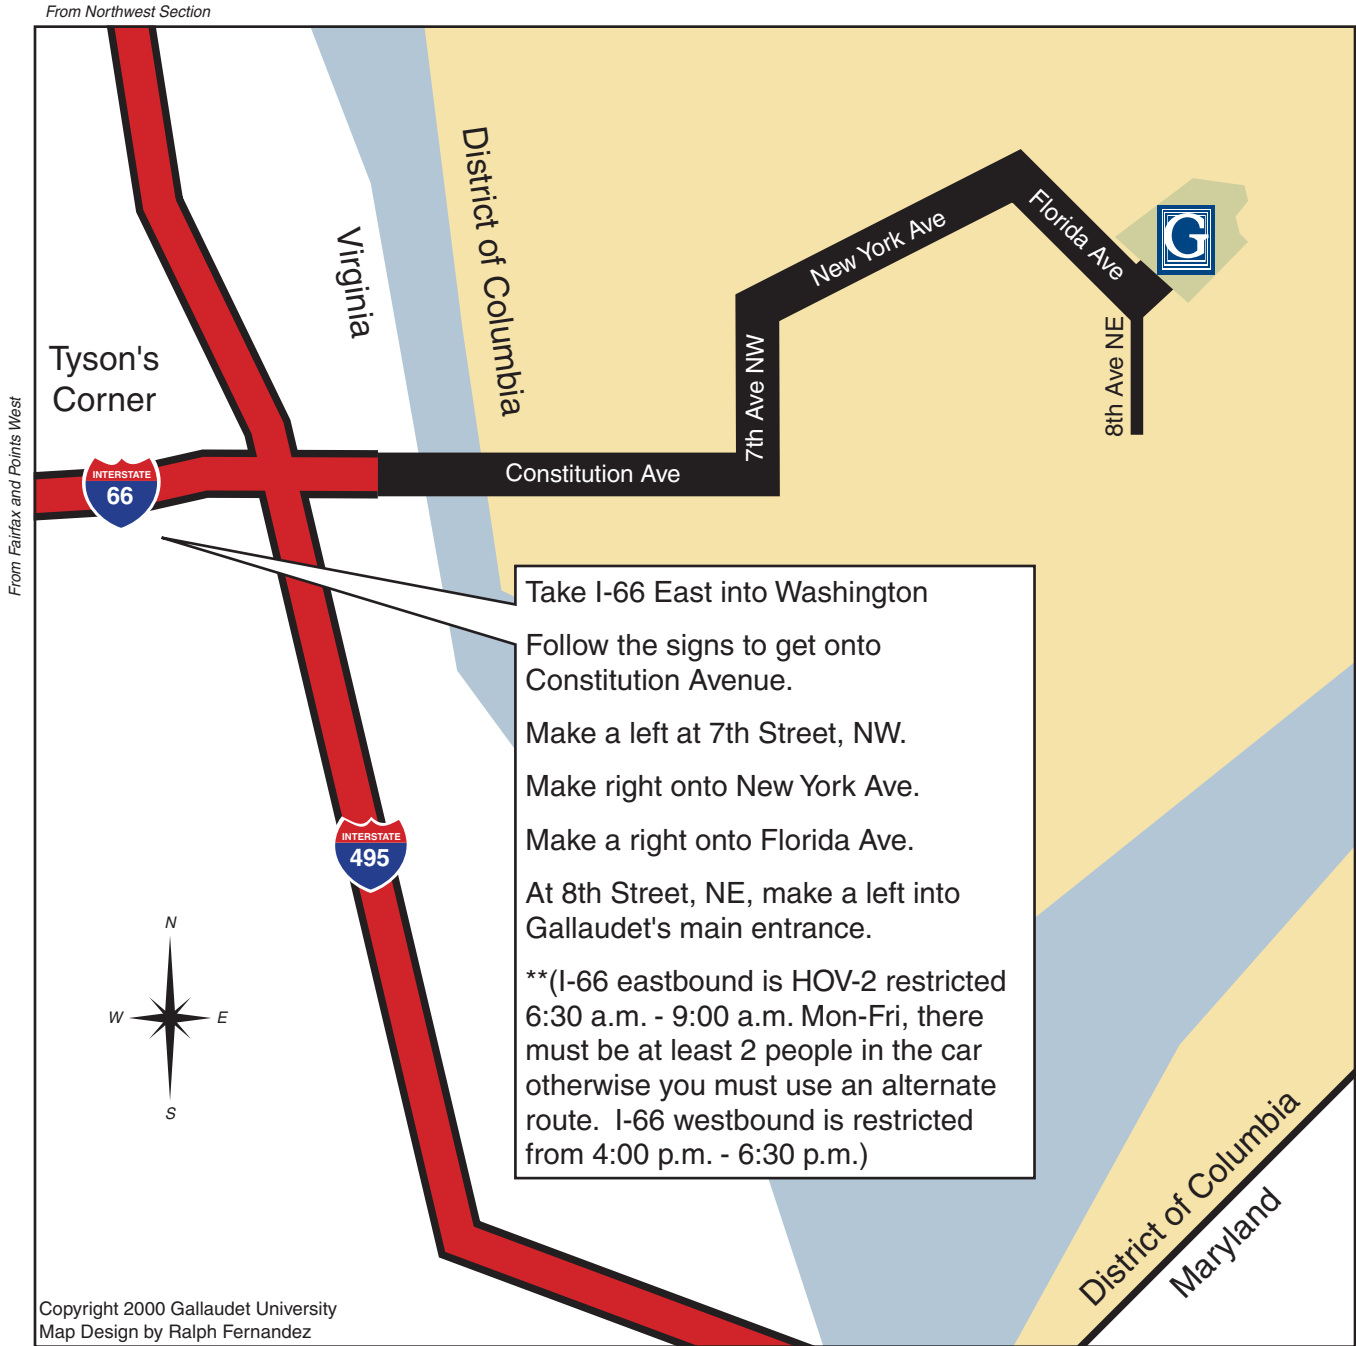 From Northwest Section
District of Columbia
Virginia
Tyson's
Corner
From Fairfax and Points West
INTERSTATE
66
Constitution Ave
7th Ave NW
New York Ave
Florida Ave
G
8th Ave NE
Take I-66 East into Washington
Follow the signs to get onto
Constitution Avenue.
Make a left at 7th Street, NW.
Make right onto New York Ave.
Make a right onto Florida Ave.
At 8th Street, NE, make a left into
Gallaudet's main entrance.
**(I-66 eastbound is HOV-2 restricted
6:30 a.m. - 9:00 a.m. Mon-Fri, there
must be at least 2 people in the car
otherwise you must use an alternate
route.  I-66 westbound is restricted
from 4:00 p.m. - 6:30 p.m.)
INTERSTATE
495
N
W
E
S
District of Columbia
Maryland
Copyright 2000 Gallaudet University
Map Design by Ralph Fernandez